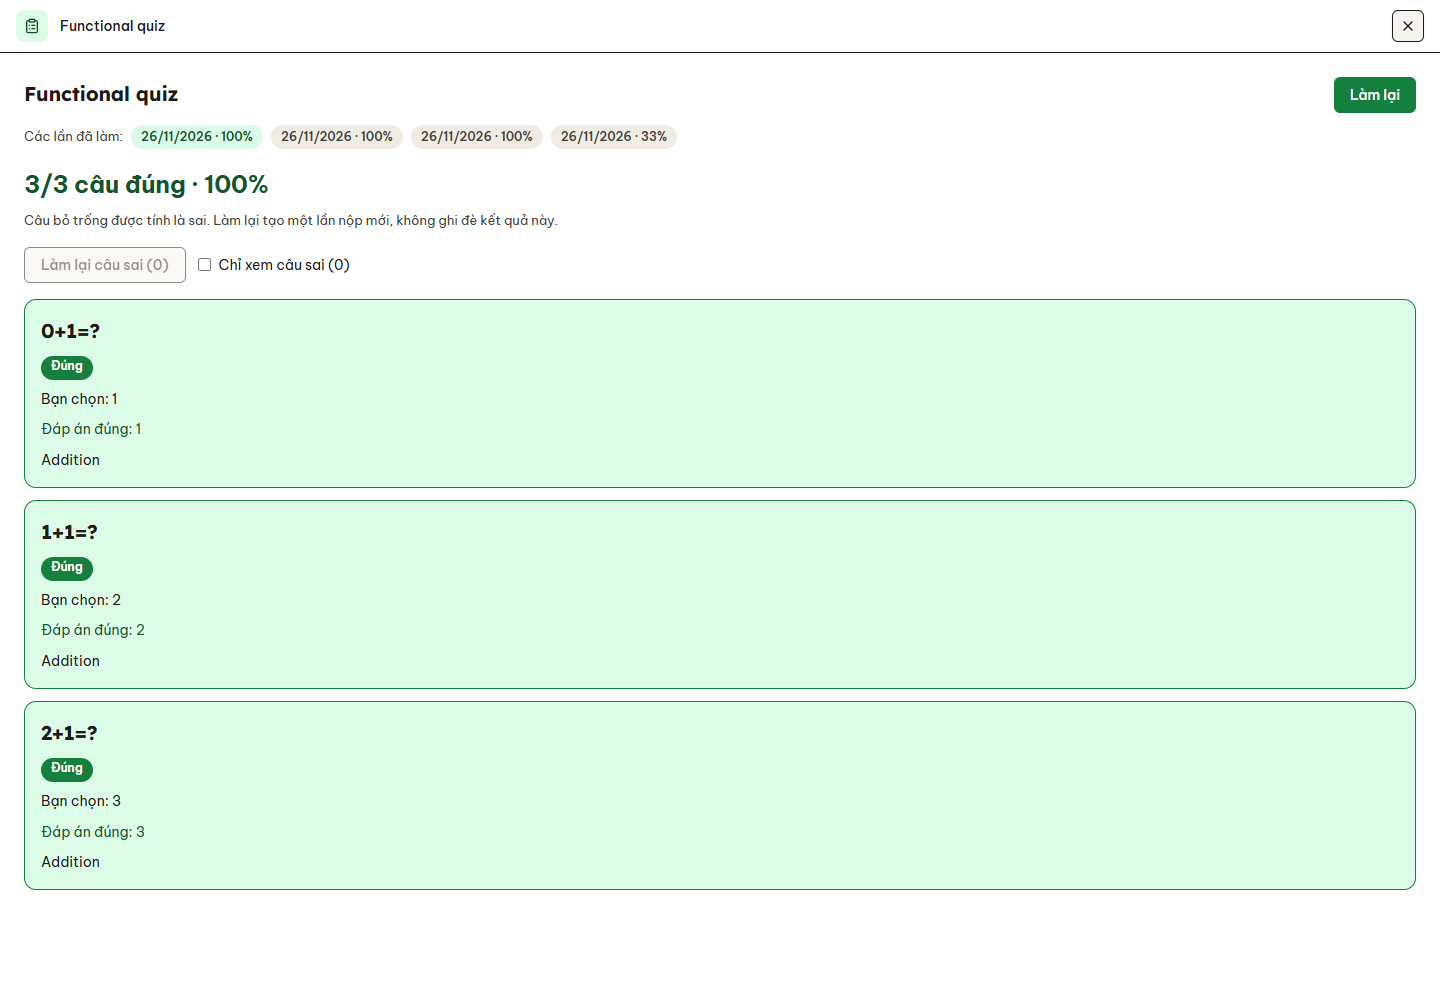 Functional quiz
Functional quiz
Làm lại
Các lần đã làm: 26/11/2026 · 100% 26/11/2026 · 100% 26/11/2026 · 100% 26/11/2026 · 33%
3/3 câu đúng · 100%
Câu bỏ trống được tính là sai. Làm lại tạo một lần nộp mới, không ghi đè kết quả này.
Làm lại câu sai (0) Chỉ xem câu sai (0)
0+1=?
Đúng
Bạn chọn: 1
Đáp án đúng: 1
Addition
1+1=?
Đúng
Bạn chọn: 2
Đáp án đúng: 2
Addition
2+1=?
Đúng
Bạn chọn: 3
Đáp án đúng: 3
Addition